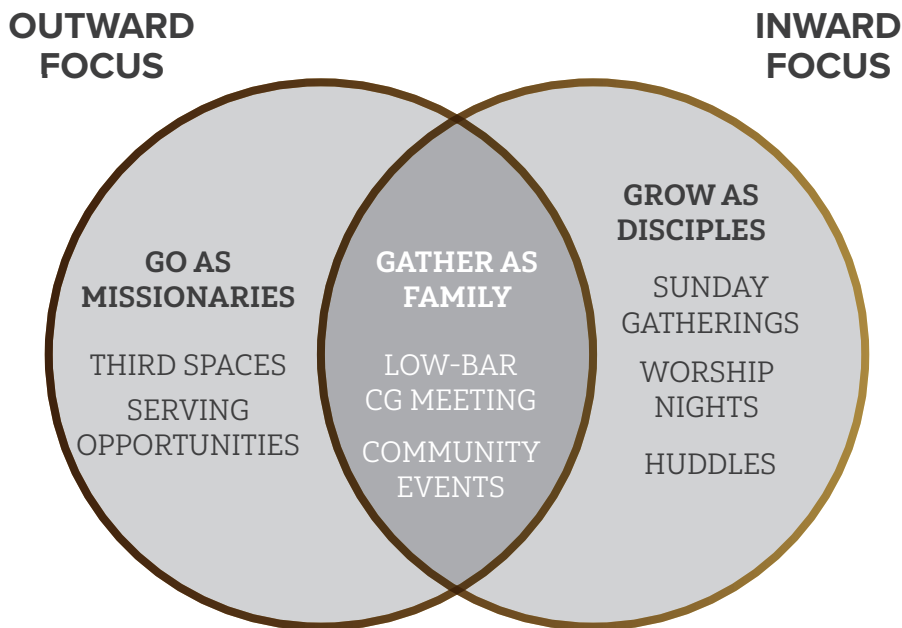 OUTWARD
FOCUS
INWARD
FOCUS
GO AS
MISSIONARIES
THIRD SPACES
SERVING
OPPORTUNITIES
GATHER AS
FAMILY
LOW-BAR
CG MEETING
COMMUNITY
EVENTS
GROW AS
DISCIPLES
SUNDAY
GATHERINGS
WORSHIP
NIGHTS
HUDDLES